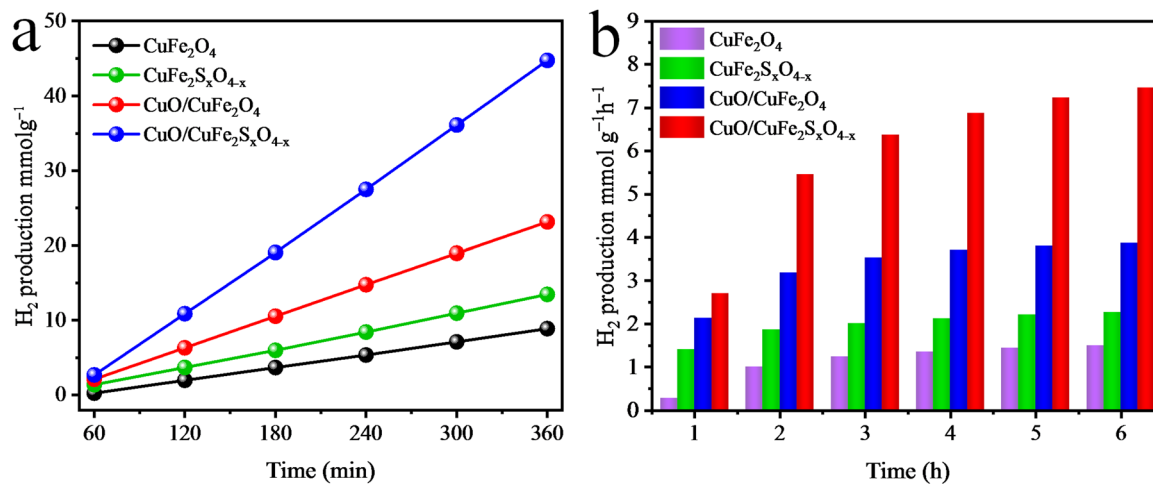 a
50
40
30
20
10
0
H₂ production mmolg⁻¹
CuFe₂O₄
CuFe₂SₓO₄₋ₓ
CuO/CuFe₂O₄
CuO/CuFe₂SₓO₄₋ₓ
60 120 180 240 300 360
Time (min)
b
9
8
7
6
5
4
3
2
1
0
H₂ production mmol g⁻¹h⁻¹
CuFe₂O₄
CuFe₂SₓO₄₋ₓ
CuO/CuFe₂O₄
CuO/CuFe₂SₓO₄₋ₓ
1 2 3 4 5 6
Time (h)